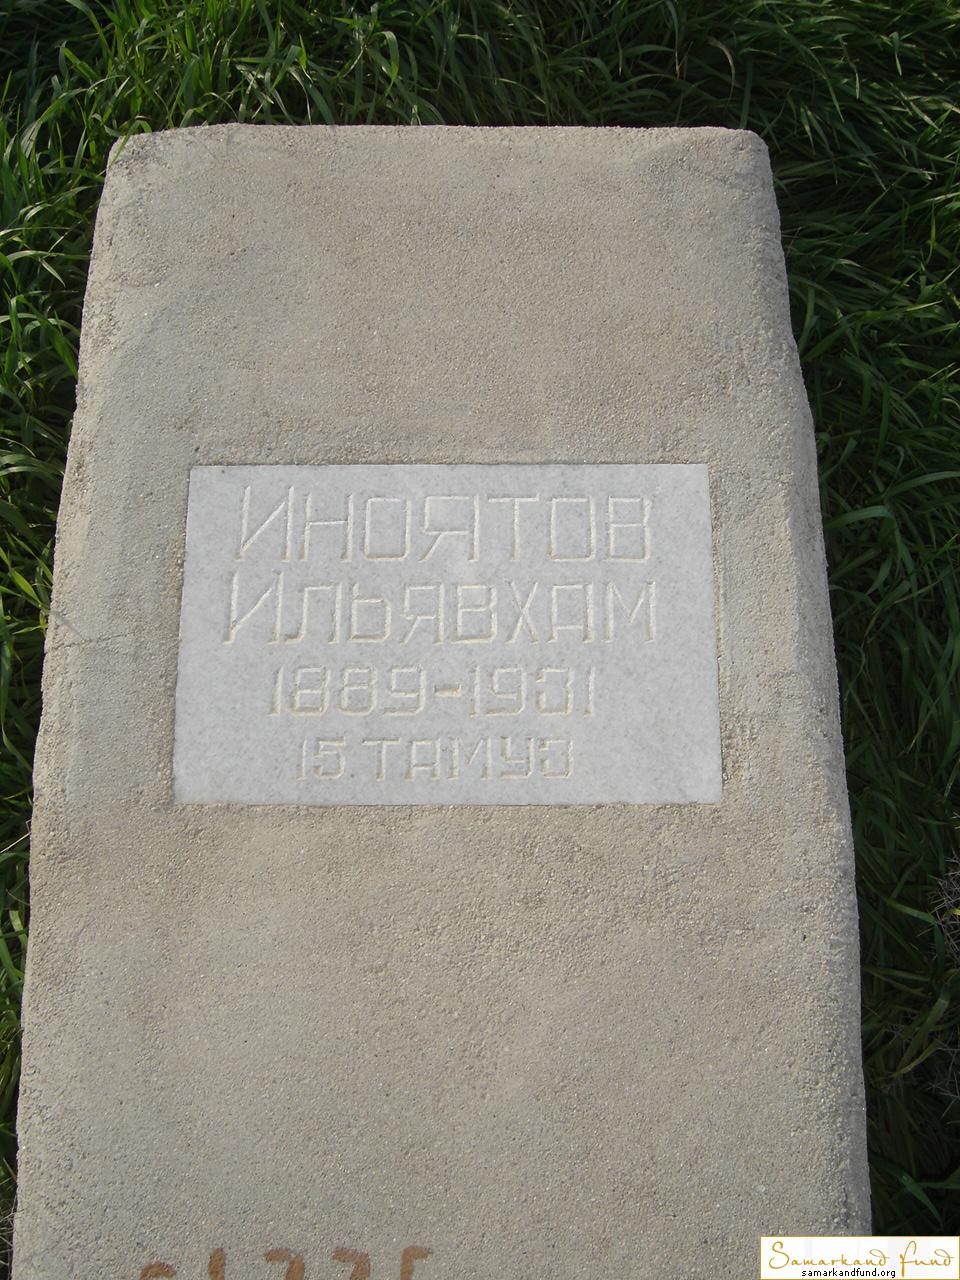 ИНОЯТОВ
ИЛЬЯВХАМ
1889-1931
15.ТАМУЗ
Samarkand Fund
samarkandfund.org